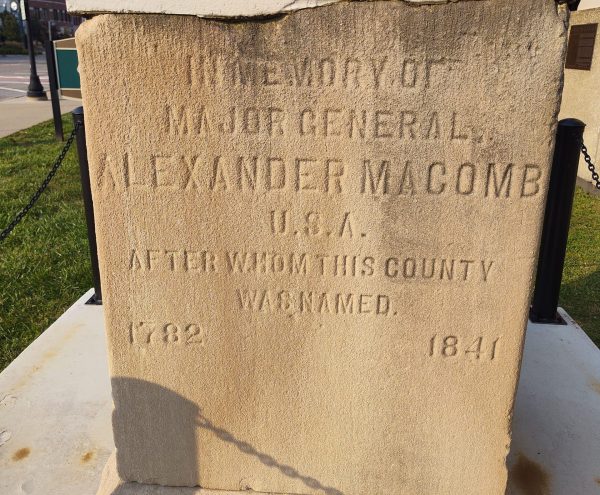 IN MEMORY OF
MAJOR GENERAL
ALEXANDER MACOMB
U.S.A.
AFTER WHOM THIS COUNTY
WAS NAMED.
1782 1841